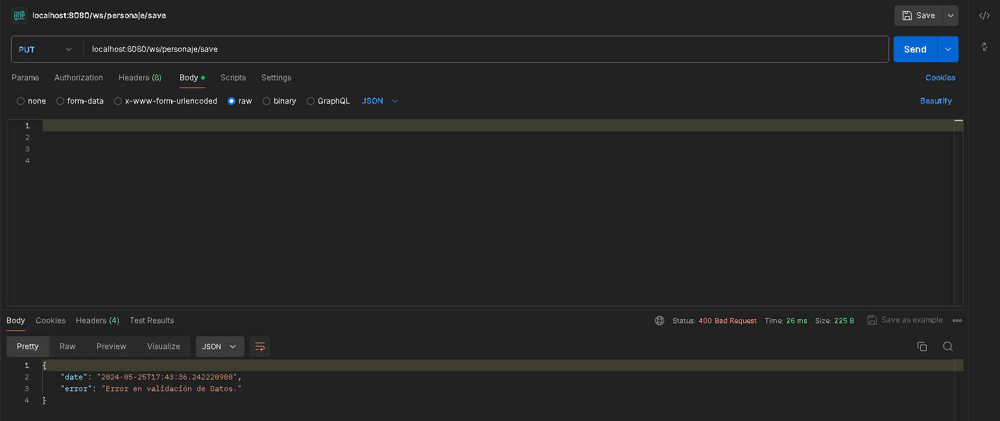 HTTP localhost:8080/ws/personaje/save Save
PUT localhost:8080/ws/personaje/save Send
Params Authorization Headers (8) Body Scripts Settings Cookies
none form-data x-www-form-urlencoded raw binary GraphQL JSON Beautify
1
2
3
4
Body Cookies Headers (4) Test Results Status: 400 Bad Request Time: 26 ms Size: 225 B Save as example
Pretty Raw Preview Visualize JSON
1 {
2 "date": "2024-05-25T17:43:36.242220900",
3 "error": "Error en validación de Datos."
4 }